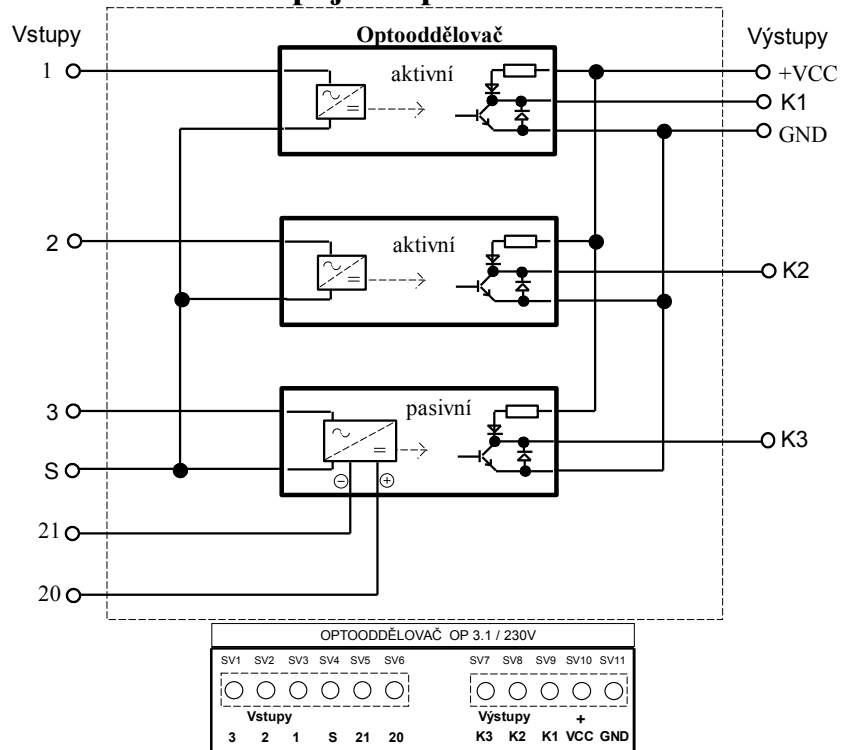 Vstupy
Optooddělovač
Výstupy
1
aktivní
+VCC
K1
GND
2
aktivní
K2
3
pasivní
K3
S
21
20
OPTOODDĚLOVAČ OP 3.1 / 230V
SV1 SV2 SV3 SV4 SV5 SV6 SV7 SV8 SV9 SV10 SV11
Vstupy Výstupy +
3 2 1 S 21 20 K3 K2 K1 VCC GND